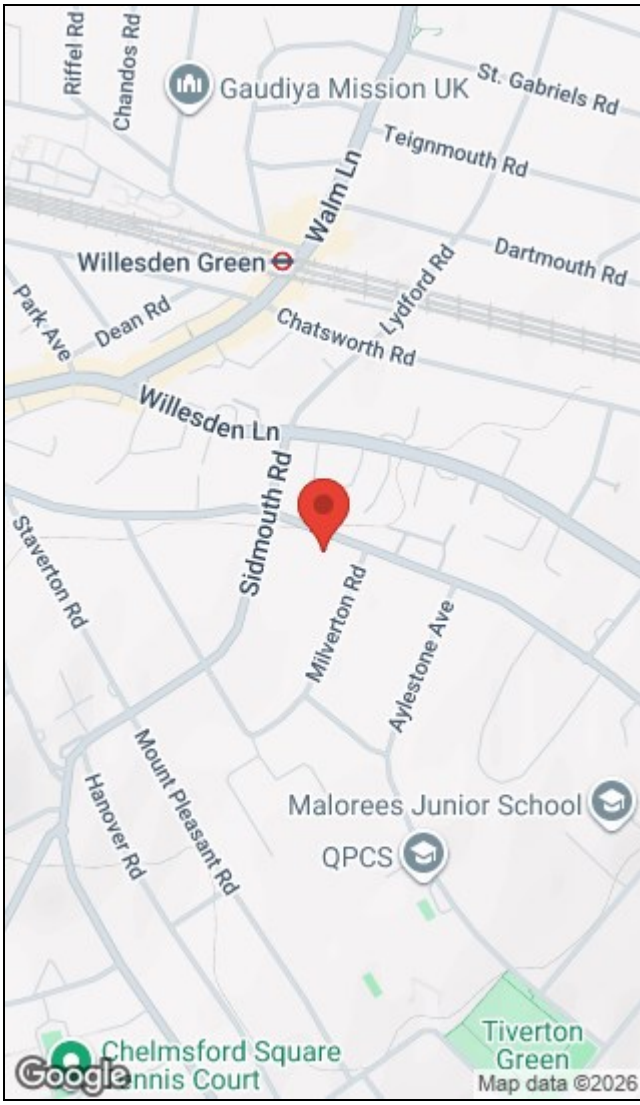 Riffel Rd
Chandos Rd
Gaudiya Mission UK
St. Gabriels Rd
Teignmouth Rd
Walm Ln
Willesden Green
Dartmouth Rd
Lydford Rd
Park Ave
Dean Rd
Chatsworth Rd
Willesden Ln
Sidmouth Rd
Staverton Rd
Milverton Rd
Aylestone Ave
Mount Pleasant Rd
Hanover Rd
Malorees Junior School
QPCS
Tiverton
Green
Chelmsford Square
Tennis Court
Google
Map data ©2026